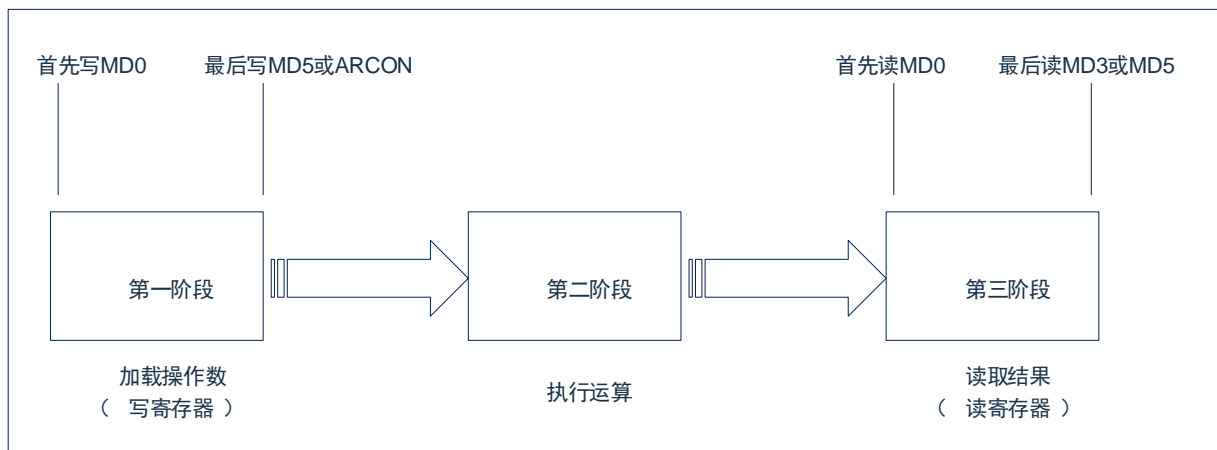 首先写MD0
最后写MD5或ARCON
首先读MD0
最后读MD3或MD5
第一阶段
第二阶段
第三阶段
加载操作数
（ 写寄存器 ）
执行运算
读取结果
（ 读寄存器 ）